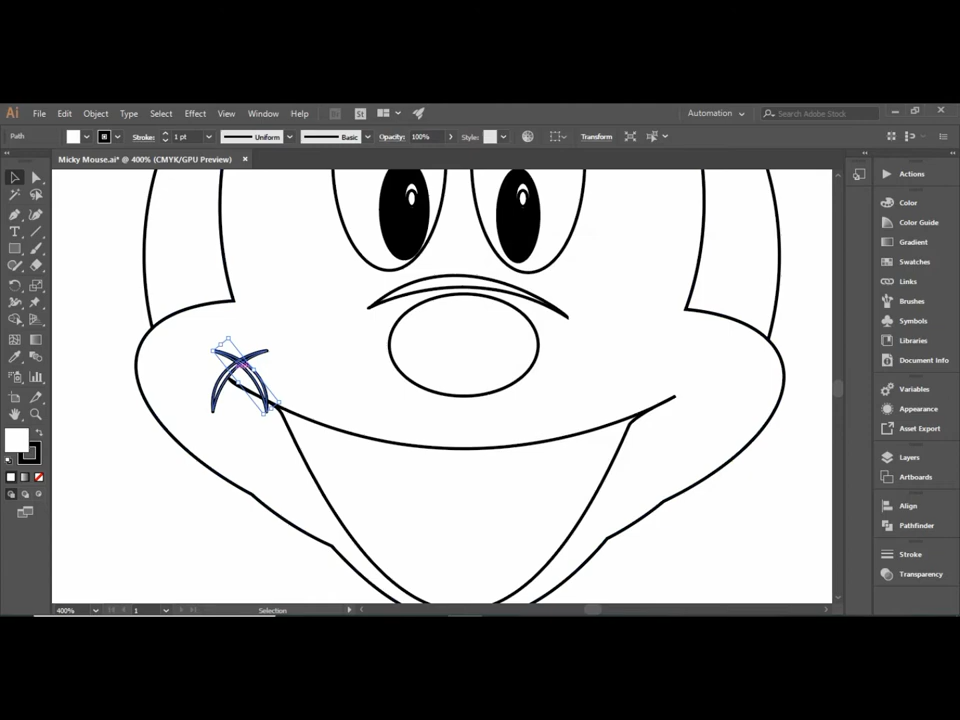 Ai File Edit Object Type Select Effect View Window Help Br St Automation Search Adobe Stock
Path Stroke: 1 pt Uniform Basic Opacity: 100% Style: Transform
Micky Mouse.ai* @ 400% (CMYK/GPU Preview)
Actions
Color
Color Guide
Gradient
Swatches
Links
Brushes
Symbols
Libraries
Document Info
Variables
Appearance
Asset Export
Layers
Artboards
Align
Pathfinder
Stroke
Transparency
400% 1 Selection